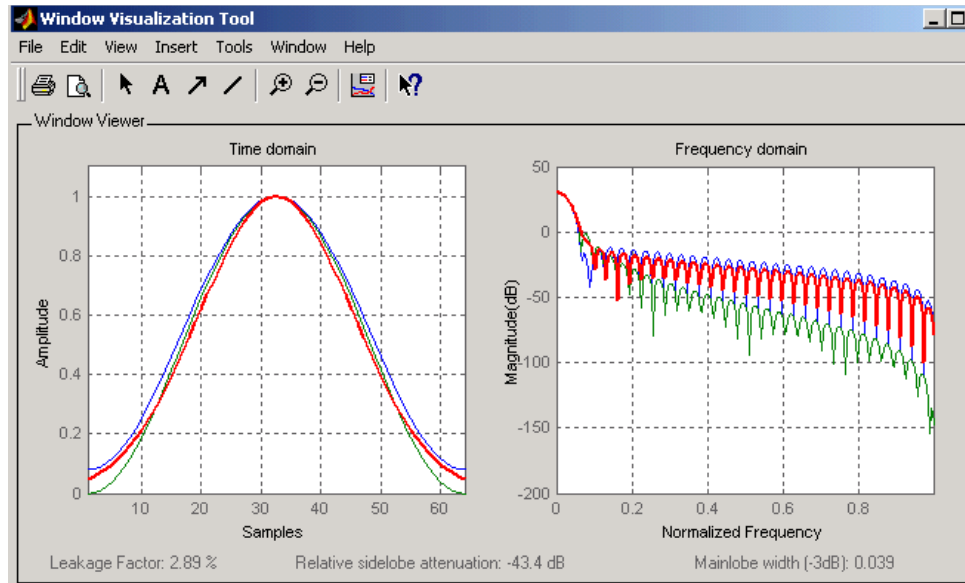 Window Visualization Tool
File Edit View Insert Tools Window Help
A
?
Window Viewer
Time domain
1
0.8
0.6
0.4
0.2
0
Amplitude
10 20 30 40 50 60
Samples
Frequency domain
50
0
-50
-100
-150
-200
Magnitude(dB)
0 0.2 0.4 0.6 0.8
Normalized Frequency
Leakage Factor: 2.89 % Relative sidelobe attenuation: -43.4 dB Mainlobe width (-3dB): 0.039